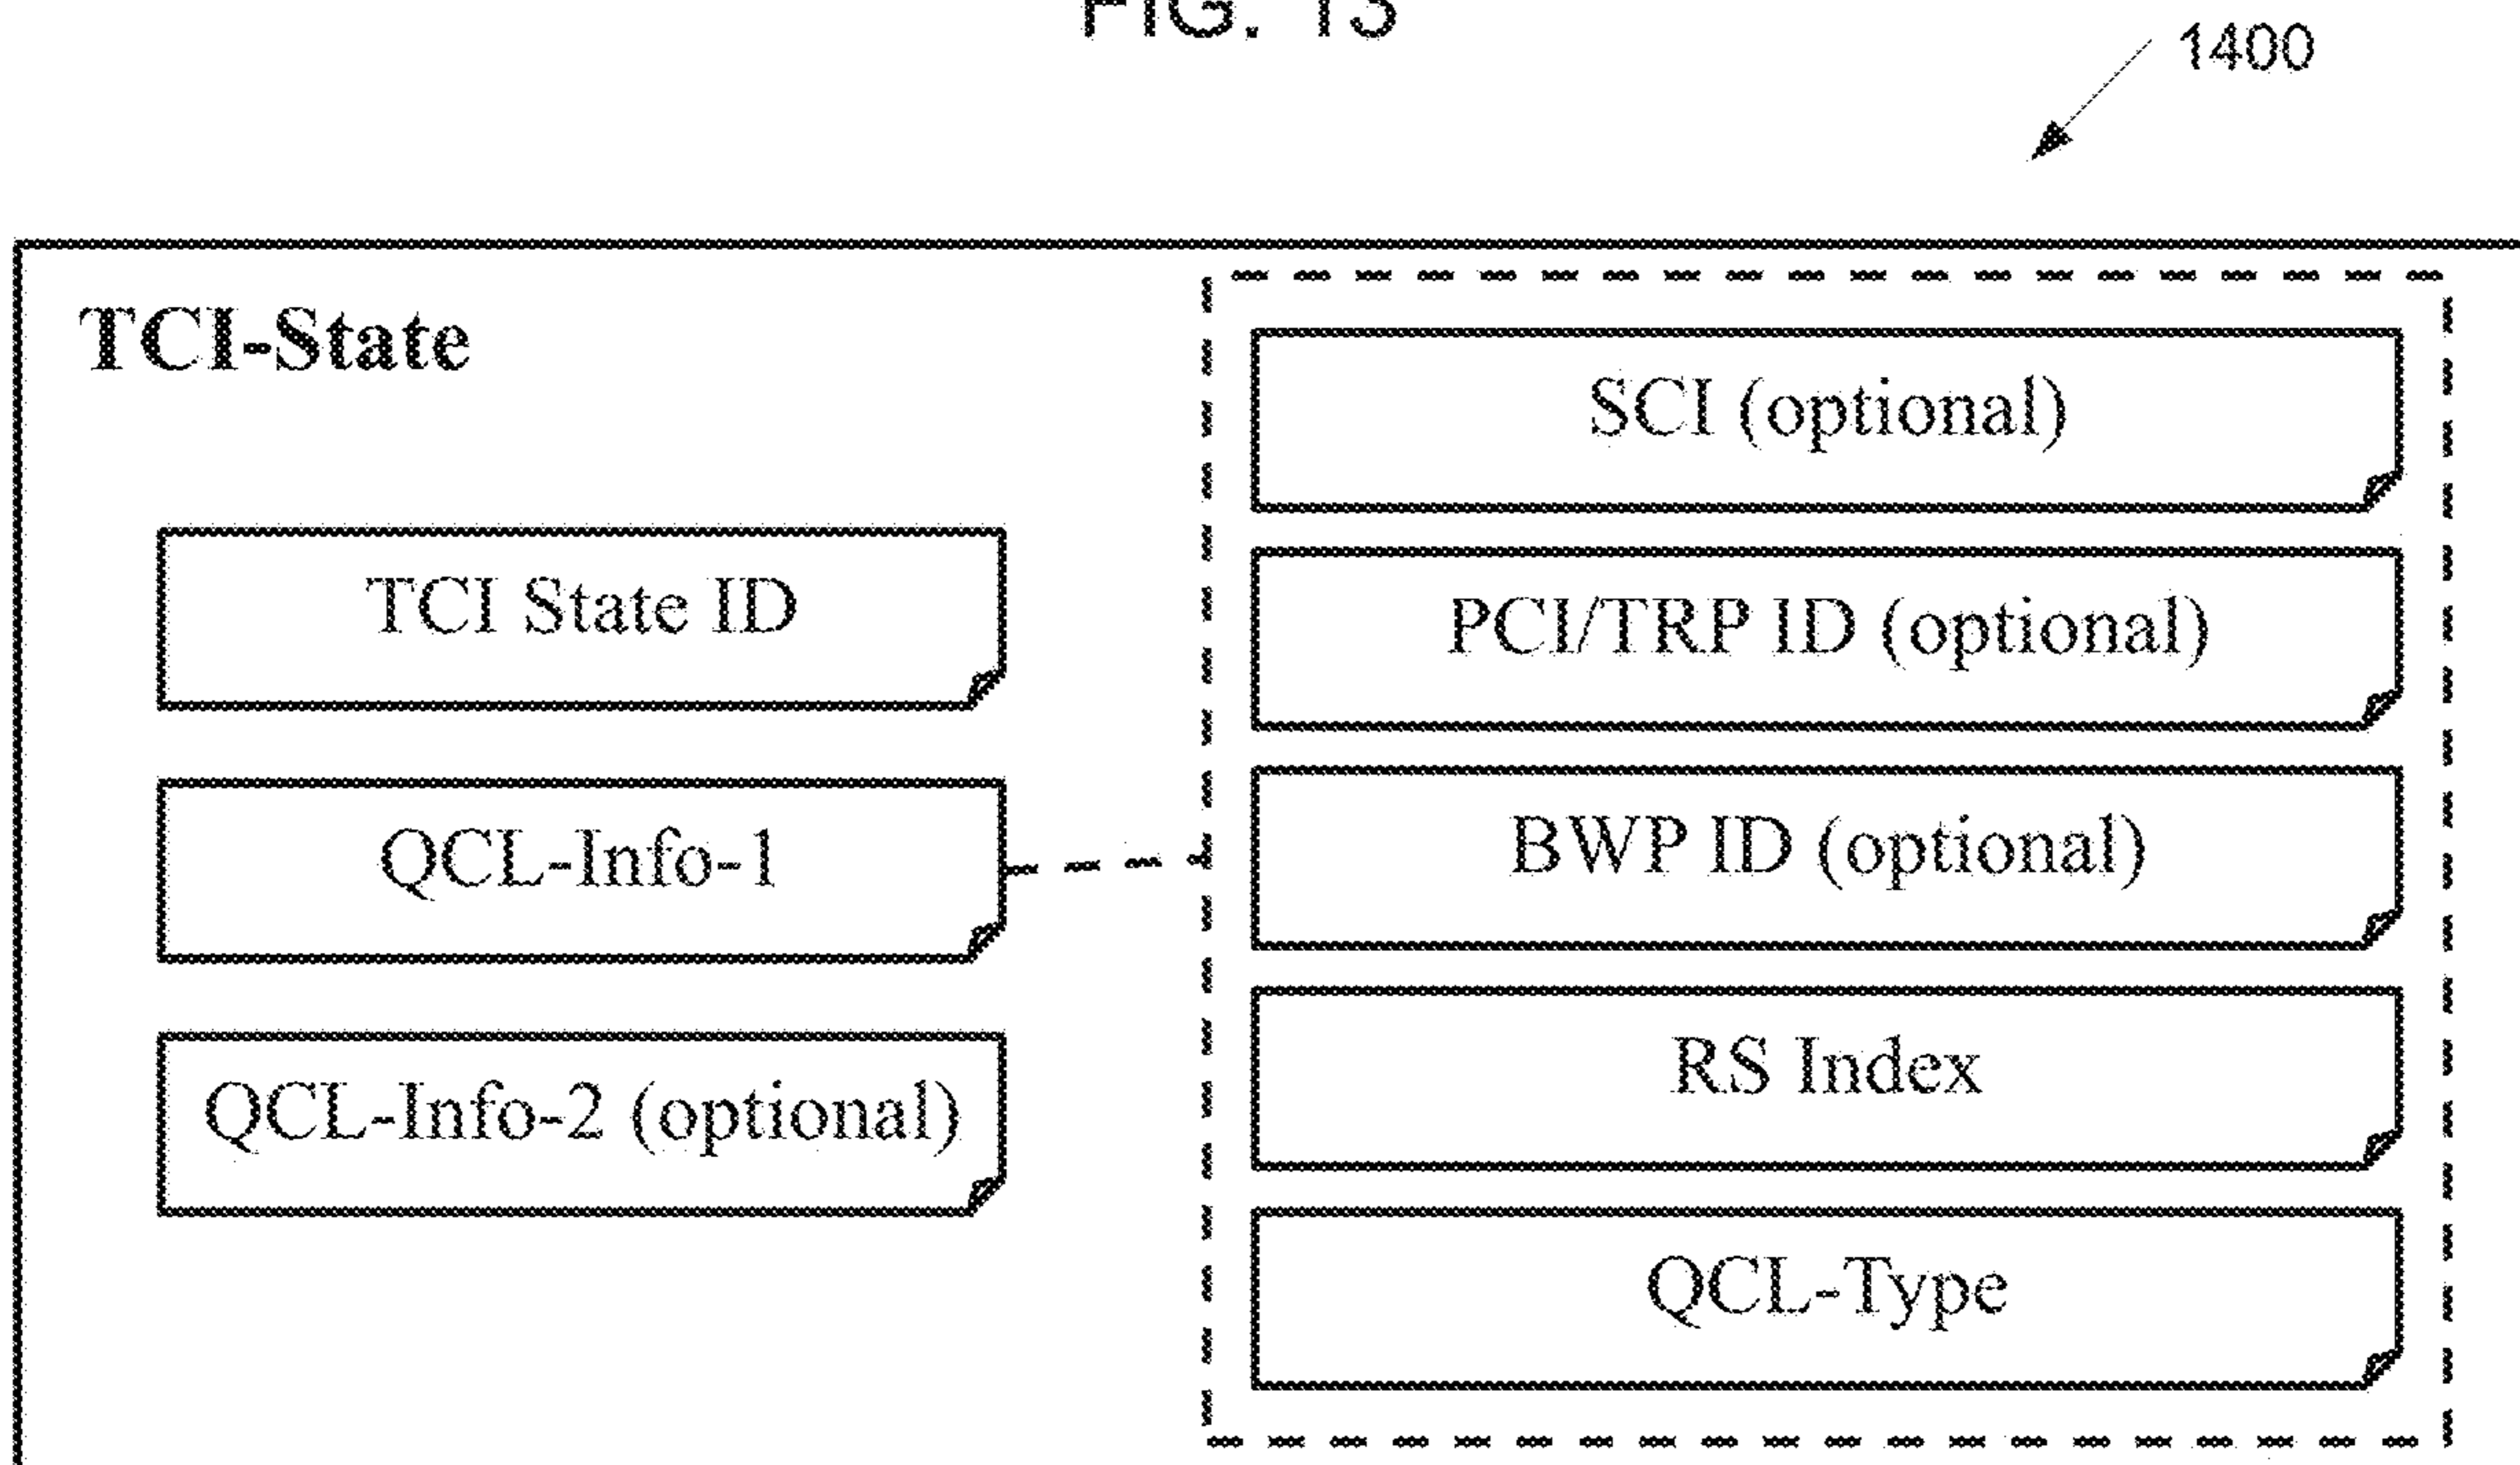 FIG. 13
1400
TCI-State
TCI State ID
QCL-Info-1
QCL-Info-2 (optional)
SCI (optional)
PCI/TRP ID (optional)
BWP ID (optional)
RS Index
QCL-Type